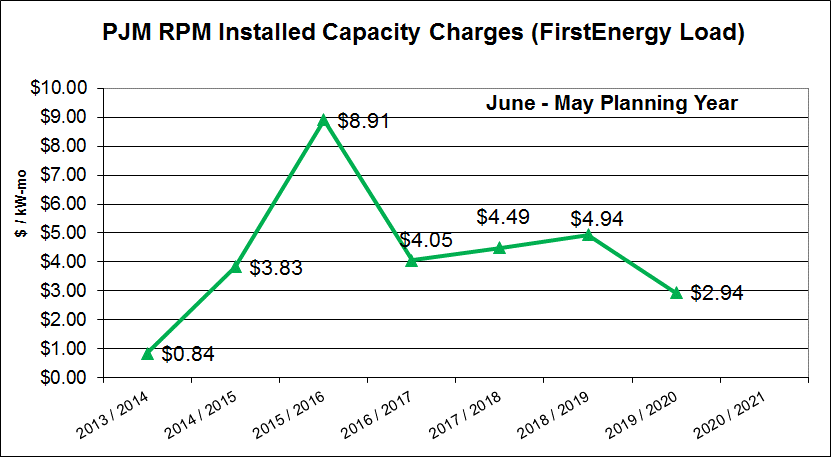 PJM RPM Installed Capacity Charges (FirstEnergy Load)
$10.00
June - May Planning Year
$9.00
$8.91
$8.00
$7.00
$6.00
$5.00
$4.00
$3.00
$2.00
$1.00
$0.00
$ / kW-mo
$0.84
$3.83
$4.05
$4.49
$4.94
$2.94
2013 / 2014
2014 / 2015
2015 / 2016
2016 / 2017
2017 / 2018
2018 / 2019
2019 / 2020
2020 / 2021